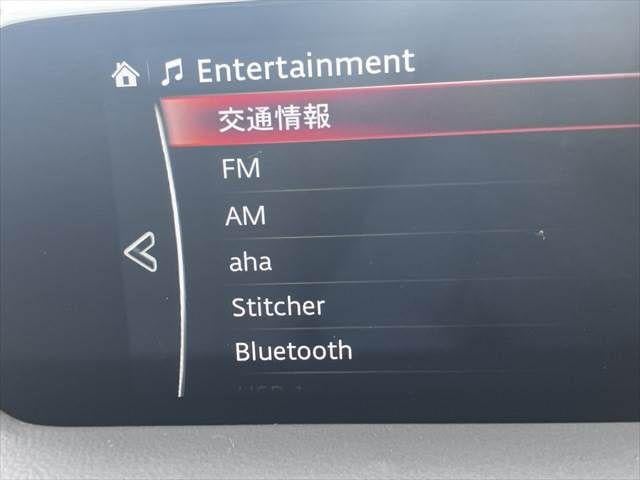 Entertainment
交通情報
FM
AM
aha
Stitcher
Bluetooth